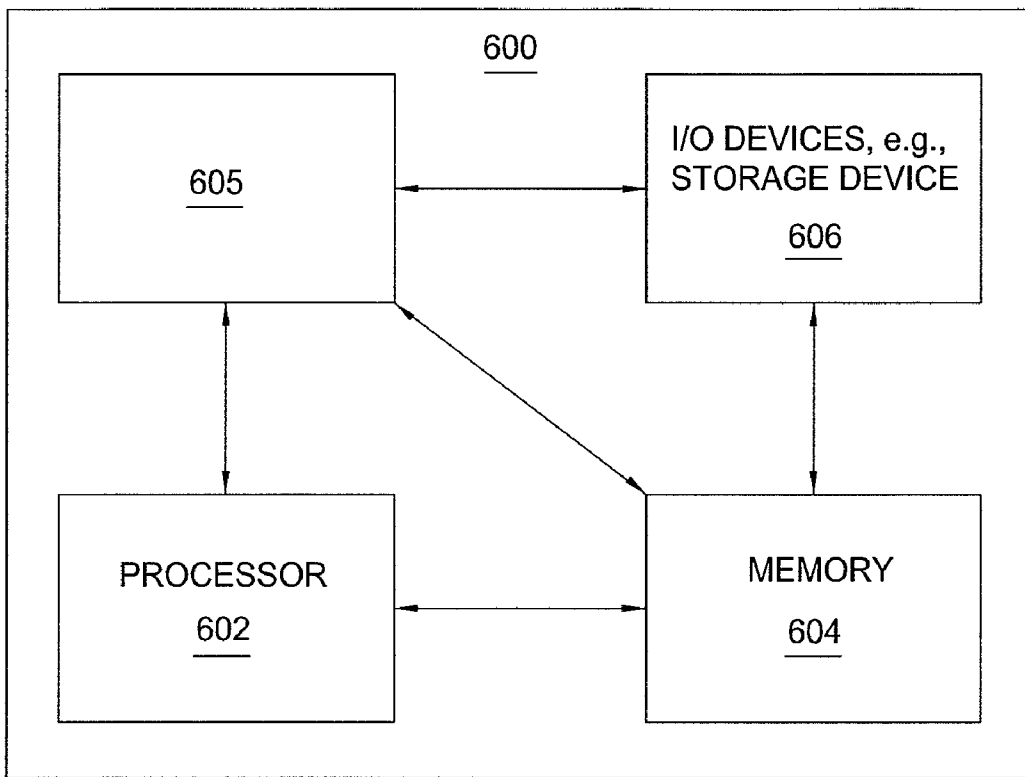 600
605
I/O DEVICES, e.g.,
STORAGE DEVICE
606
PROCESSOR
602
MEMORY
604